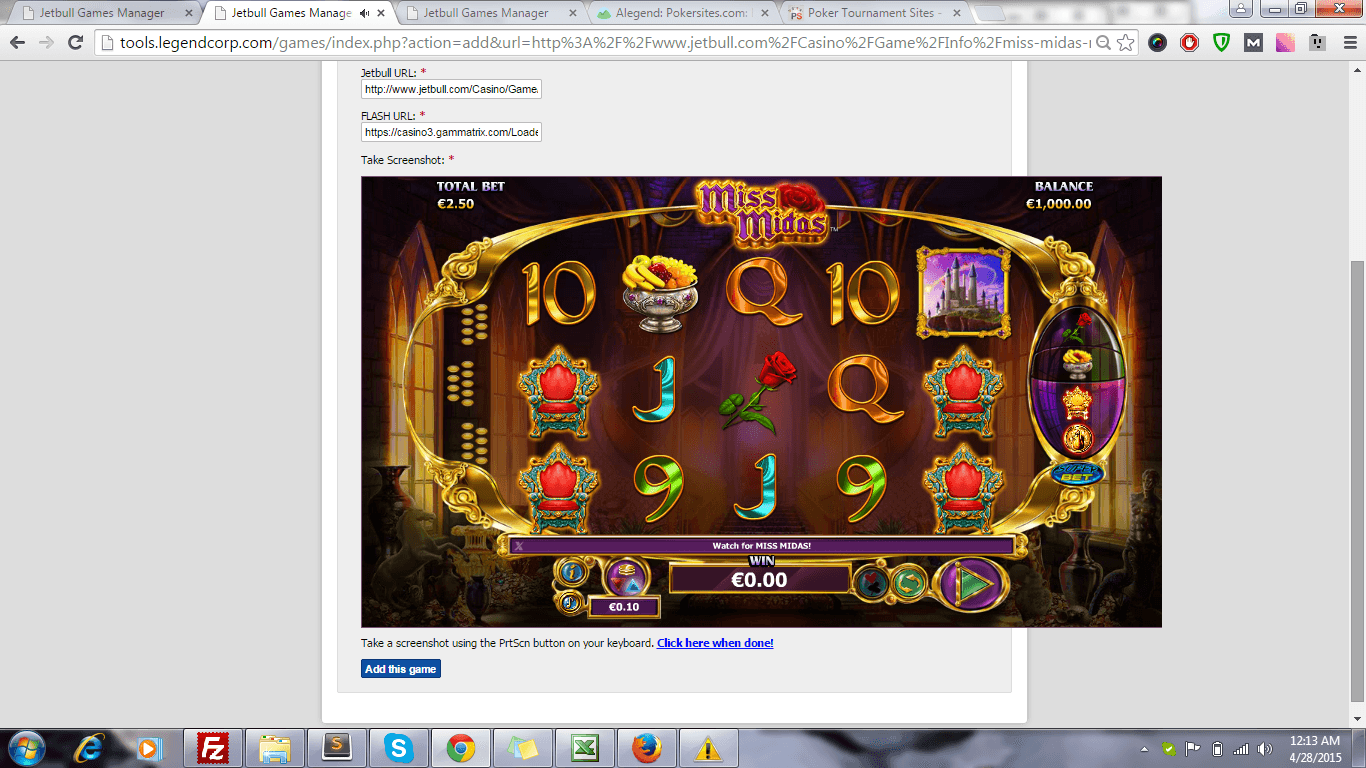 Jetbull Games Manager
Jetbull Games Manage
Jetbull Games Manager
Alegend: Pokersites.com:
Poker Tournament Sites -
tools.legendcorp.com/games/index.php?action=add&url=http%3A%2F%2Fwww.jetbull.com%2FCasino%2FGame%2FInfo%2Fmiss-midas-
Jetbull URL: *
http://www.jetbull.com/Casino/Game
FLASH URL: *
https://casino3.gammatrix.com/Loade
Take Screenshot: *
TOTAL BET
€2.50
Miss
Midas
TM
BALANCE
€1,000.00
10 Q 10
J Q
9 J 9
SUPER
BET
Watch for MISS MIDAS!
WIN
€0.00
€0.10
Take a screenshot using the PrtScn button on your keyboard. Click here when done!
Add this game
12:13 AM
4/28/2015